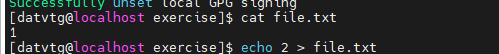 Successfully unset local GPG signing
[datvtg@localhost exercise]$ cat file.txt
1
[datvtg@localhost exercise]$ echo 2 > file.txt